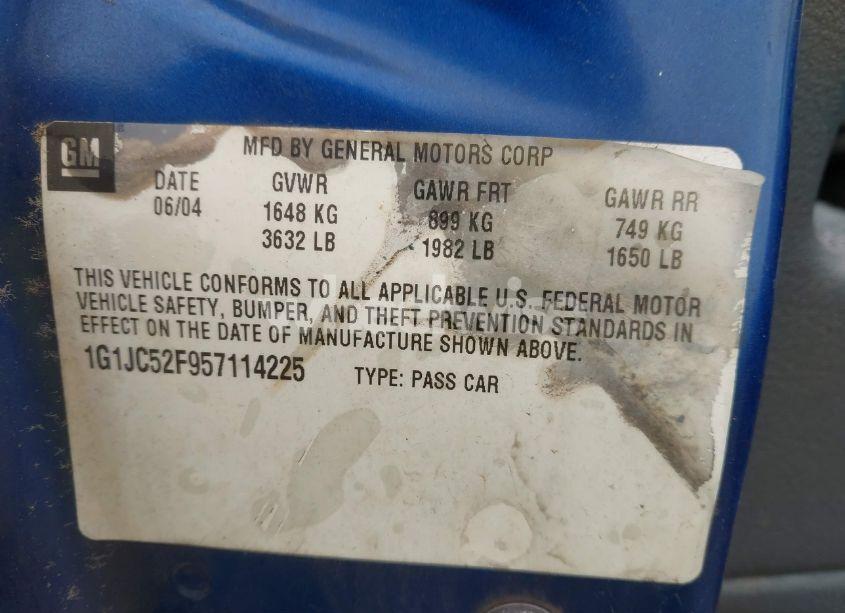 GM
MFD BY GENERAL MOTORS CORP
DATE GVWR GAWR FRT GAWR RR
06/04 1648 KG 899 KG 749 KG
3632 LB 1982 LB 1650 LB
THIS VEHICLE CONFORMS TO ALL APPLICABLE U.S. FEDERAL MOTOR
VEHICLE SAFETY, BUMPER, AND THEFT PREVENTION STANDARDS IN
EFFECT ON THE DATE OF MANUFACTURE SHOWN ABOVE.
1G1JC52F957114225 TYPE: PASS CAR